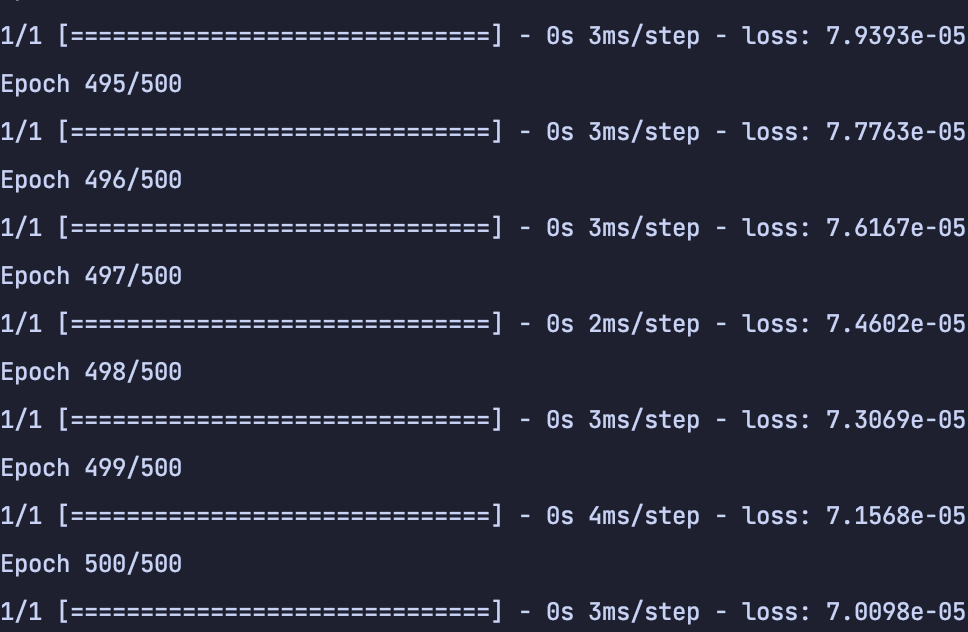 1/1 [==============================] - 0s 3ms/step - loss: 7.9393e-05
Epoch 495/500
1/1 [==============================] - 0s 3ms/step - loss: 7.7763e-05
Epoch 496/500
1/1 [==============================] - 0s 3ms/step - loss: 7.6167e-05
Epoch 497/500
1/1 [==============================] - 0s 2ms/step - loss: 7.4602e-05
Epoch 498/500
1/1 [==============================] - 0s 3ms/step - loss: 7.3069e-05
Epoch 499/500
1/1 [==============================] - 0s 4ms/step - loss: 7.1568e-05
Epoch 500/500
1/1 [==============================] - 0s 3ms/step - loss: 7.0098e-05